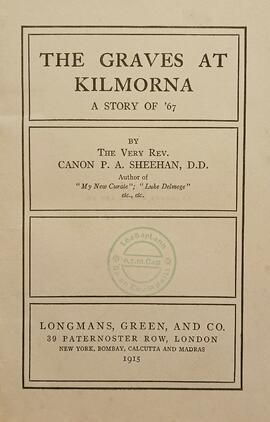 THE GRAVES AT
KILMORNA
A STORY OF '67
BY
THE VERY REV.
CANON P. A. SHEEHAN, D.D.
Author of
"My New Curate"; "Luke Delmege"
etc., etc.
LONGMANS, GREEN, AND CO.
39 PATERNOSTER ROW, LONDON
NEW YORK, BOMBAY, CALCUTTA AND MADRAS
1915